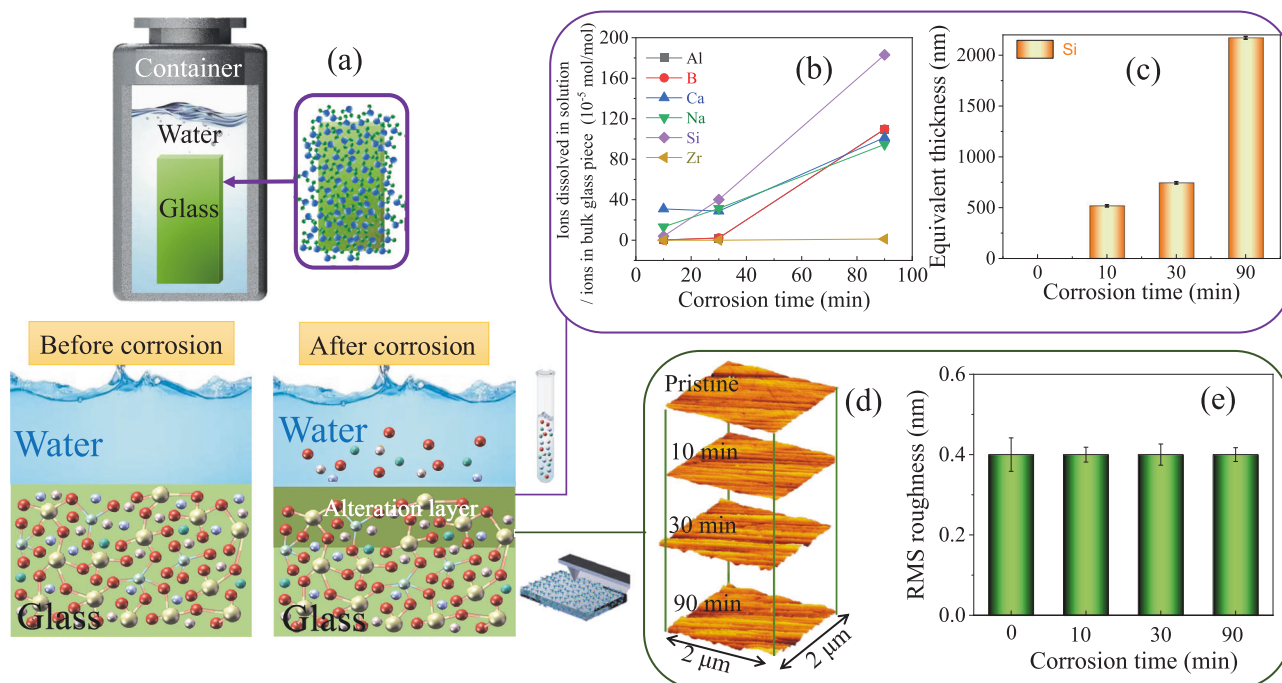 Container
Water
Glass
(a)
Ions dissolved in solution
/ ions in bulk glass piece (10⁻⁵ mol/mol)
200
160
120
80
40
0
Al
B
Ca
Na
Si
Zr
(b)
0 20 40 60 80 100
Corrosion time (min)
Equivalent thickness (nm)
2000
1500
1000
500
0
Si
(c)
0 10 30 90
Corrosion time (min)
Before corrosion
Water
Glass
After corrosion
Water
Alteration layer
Glass
Pristine
10 min
30 min
90 min
2 μm
2 μm
(d)
RMS roughness (nm)
0.6
0.4
0.2
0.0
(e)
0 10 30 90
Corrosion time (min)